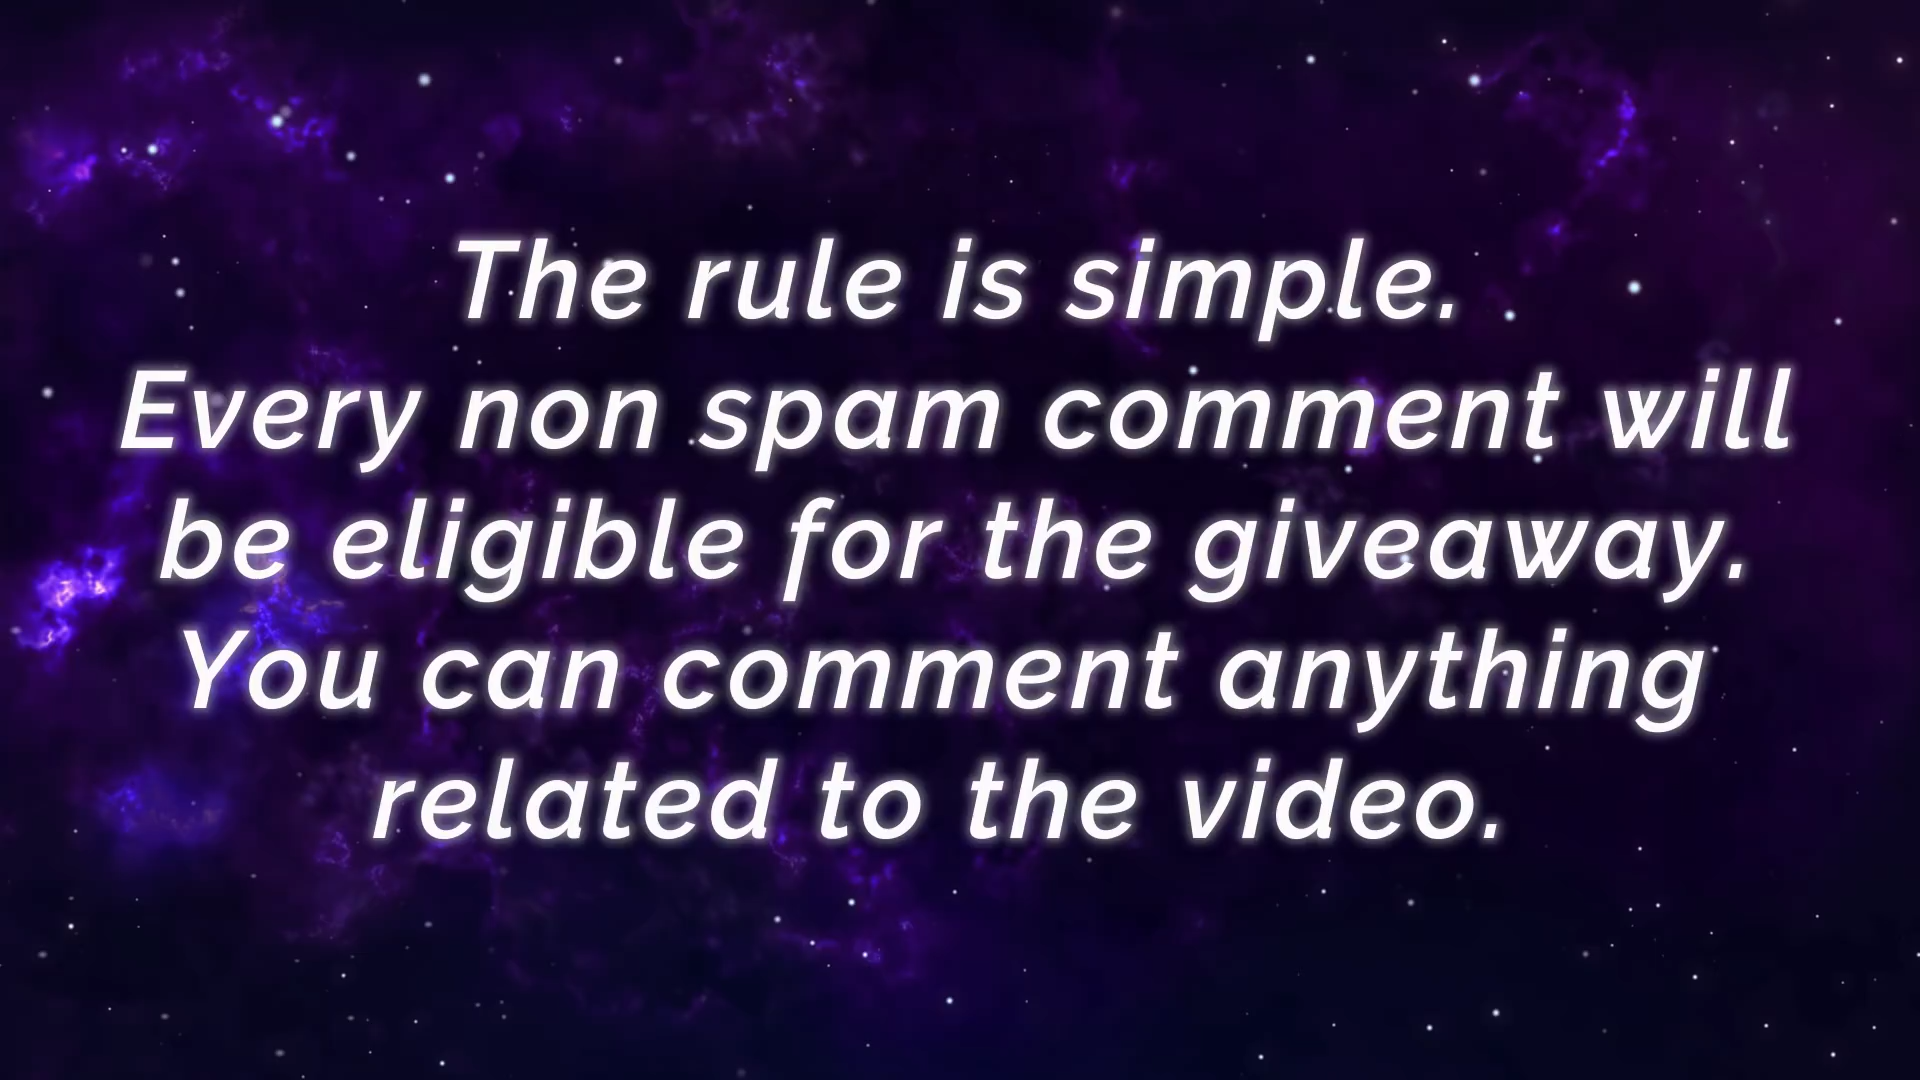 The rule is simple.
Every non spam comment will
be eligible for the giveaway.
You can comment anything
related to the video.